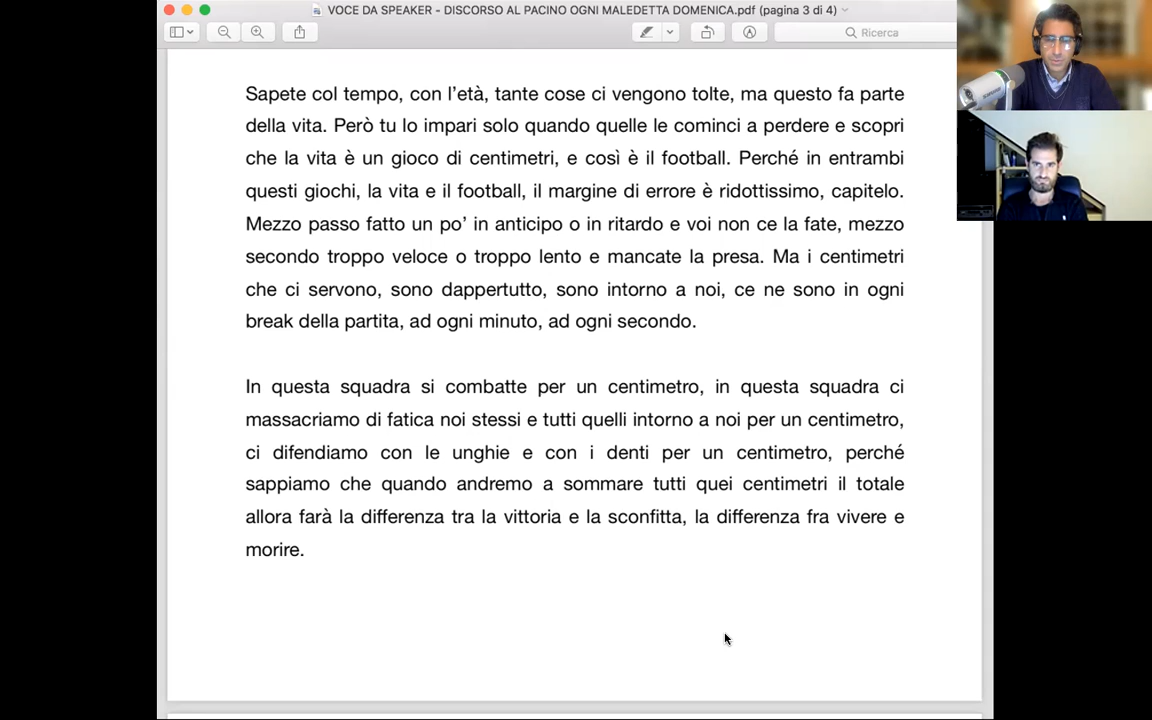 VOCE DA SPEAKER - DISCORSO AL PACINO OGNI MALEDETTA DOMENICA.pdf (pagina 3 di 4)
Ricerca
Sapete col tempo, con l’età, tante cose ci vengono tolte, ma questo fa parte
della vita. Però tu lo impari solo quando quelle le cominci a perdere e scopri
che la vita è un gioco di centimetri, e così è il football. Perché in entrambi
questi giochi, la vita e il football, il margine di errore è ridottissimo, capitelo.
Mezzo passo fatto un po’ in anticipo o in ritardo e voi non ce la fate, mezzo
secondo troppo veloce o troppo lento e mancate la presa. Ma i centimetri
che ci servono, sono dappertutto, sono intorno a noi, ce ne sono in ogni
break della partita, ad ogni minuto, ad ogni secondo.
In questa squadra si combatte per un centimetro, in questa squadra ci
massacriamo di fatica noi stessi e tutti quelli intorno a noi per un centimetro,
ci difendiamo con le unghie e con i denti per un centimetro, perché
sappiamo che quando andremo a sommare tutti quei centimetri il totale
allora farà la differenza tra la vittoria e la sconfitta, la differenza fra vivere e
morire.